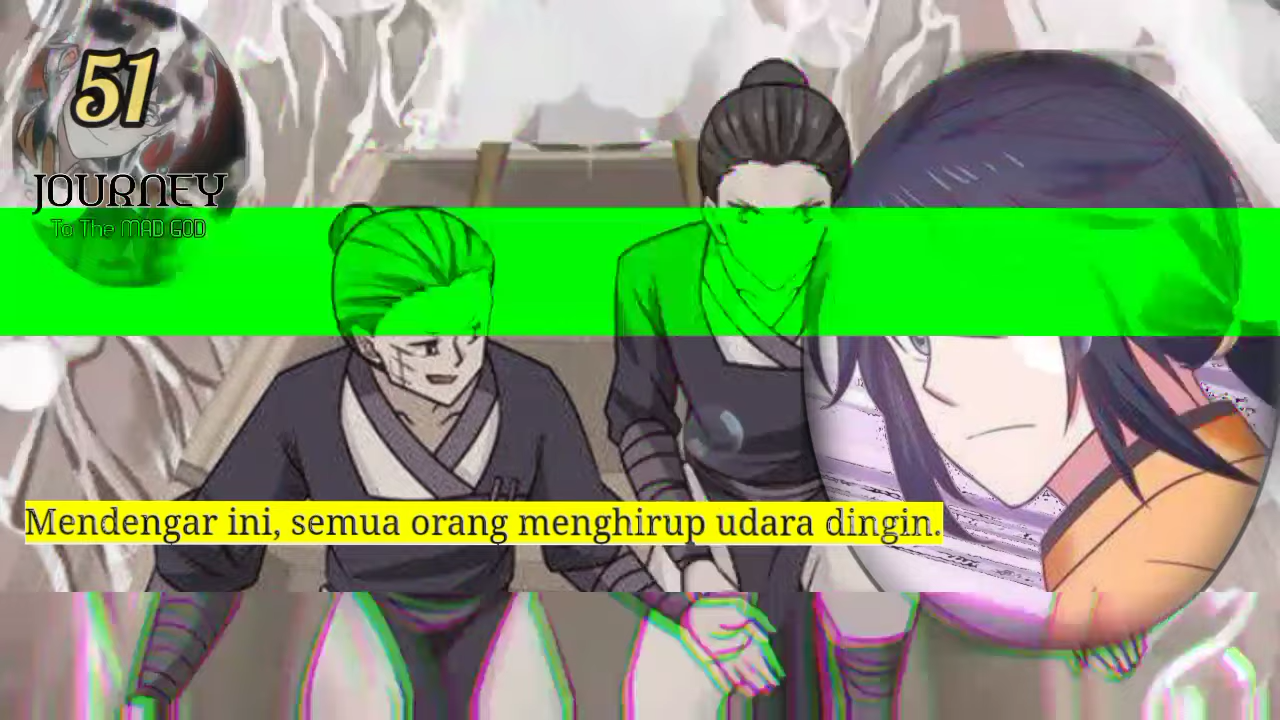 51
JOURNEY
To The MAD GOD
Mendengar ini, semua orang menghirup udara dingin.